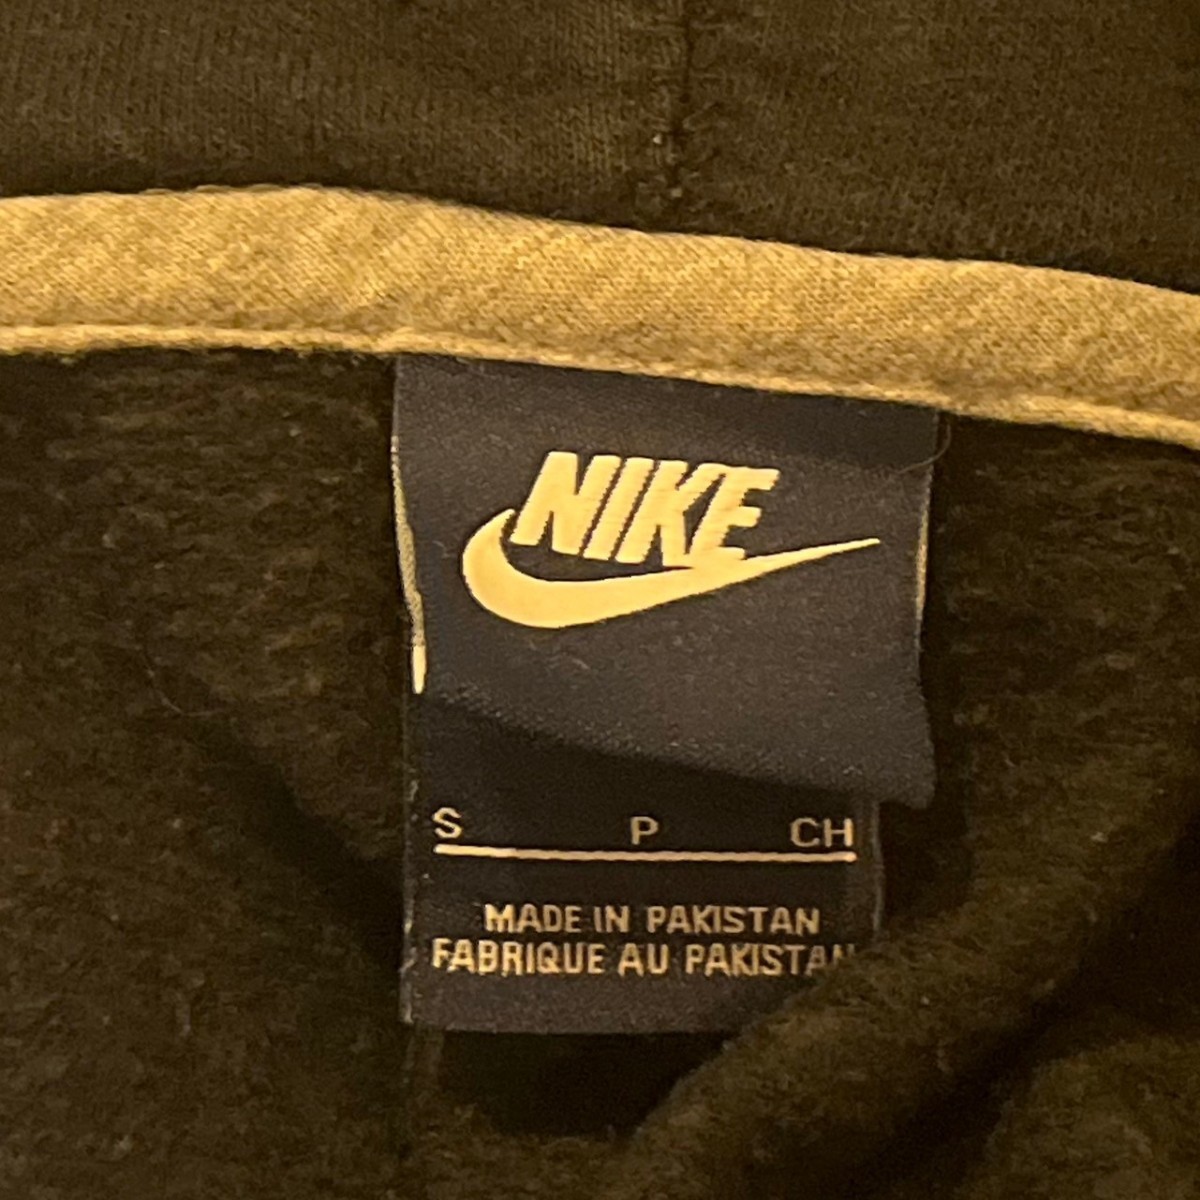 NIKE
S P CH
MADE IN PAKISTAN
FABRIQUE AU PAKISTAN